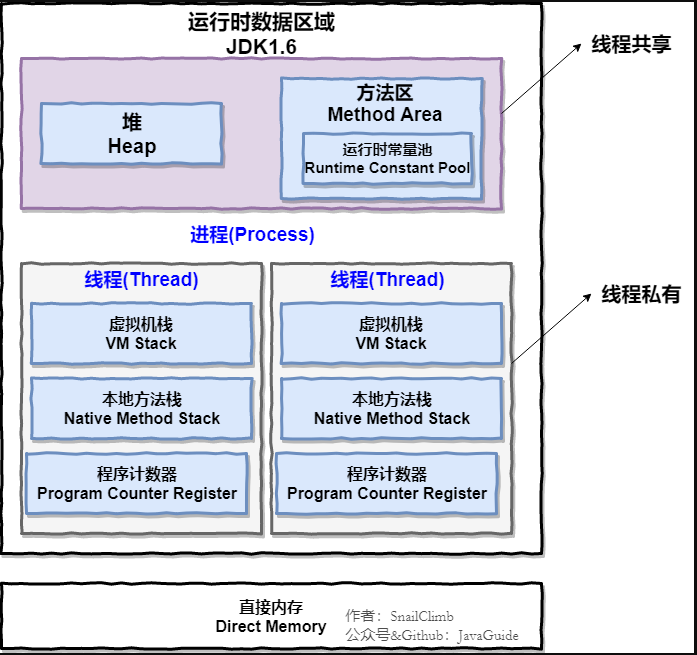 运行时数据区域
JDK1.6
线程共享
堆
Heap
方法区
Method Area
运行时常量池
Runtime Constant Pool
进程(Process)
线程(Thread)
虚拟机栈
VM Stack
本地方法栈
Native Method Stack
程序计数器
Program Counter Register
线程(Thread)
虚拟机栈
VM Stack
本地方法栈
Native Method Stack
程序计数器
Program Counter Register
线程私有
直接内存
Direct Memory
作者：SnailClimb
公众号&Github：JavaGuide